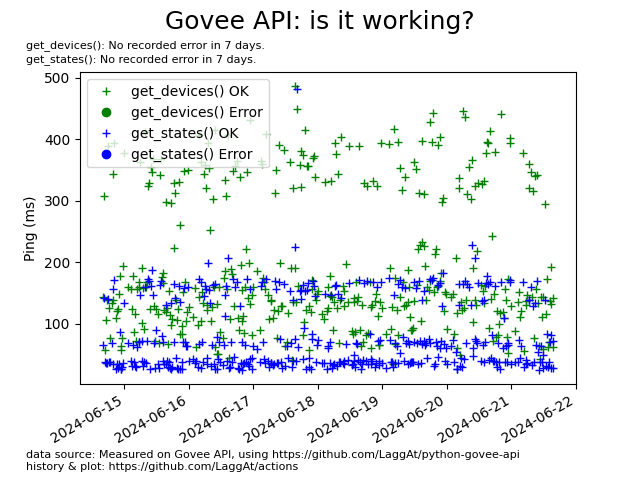 Govee API: is it working?
get_devices(): No recorded error in 7 days.
get_states(): No recorded error in 7 days.
get_devices() OK
get_devices() Error
get_states() OK
get_states() Error
500
400
300
200
100
Ping (ms)
2024-06-15
2024-06-16
2024-06-17
2024-06-18
2024-06-19
2024-06-20
2024-06-21
2024-06-22
data source: Measured on Govee API, using https://github.com/LaggAt/python-govee-api
history & plot: https://github.com/LaggAt/actions